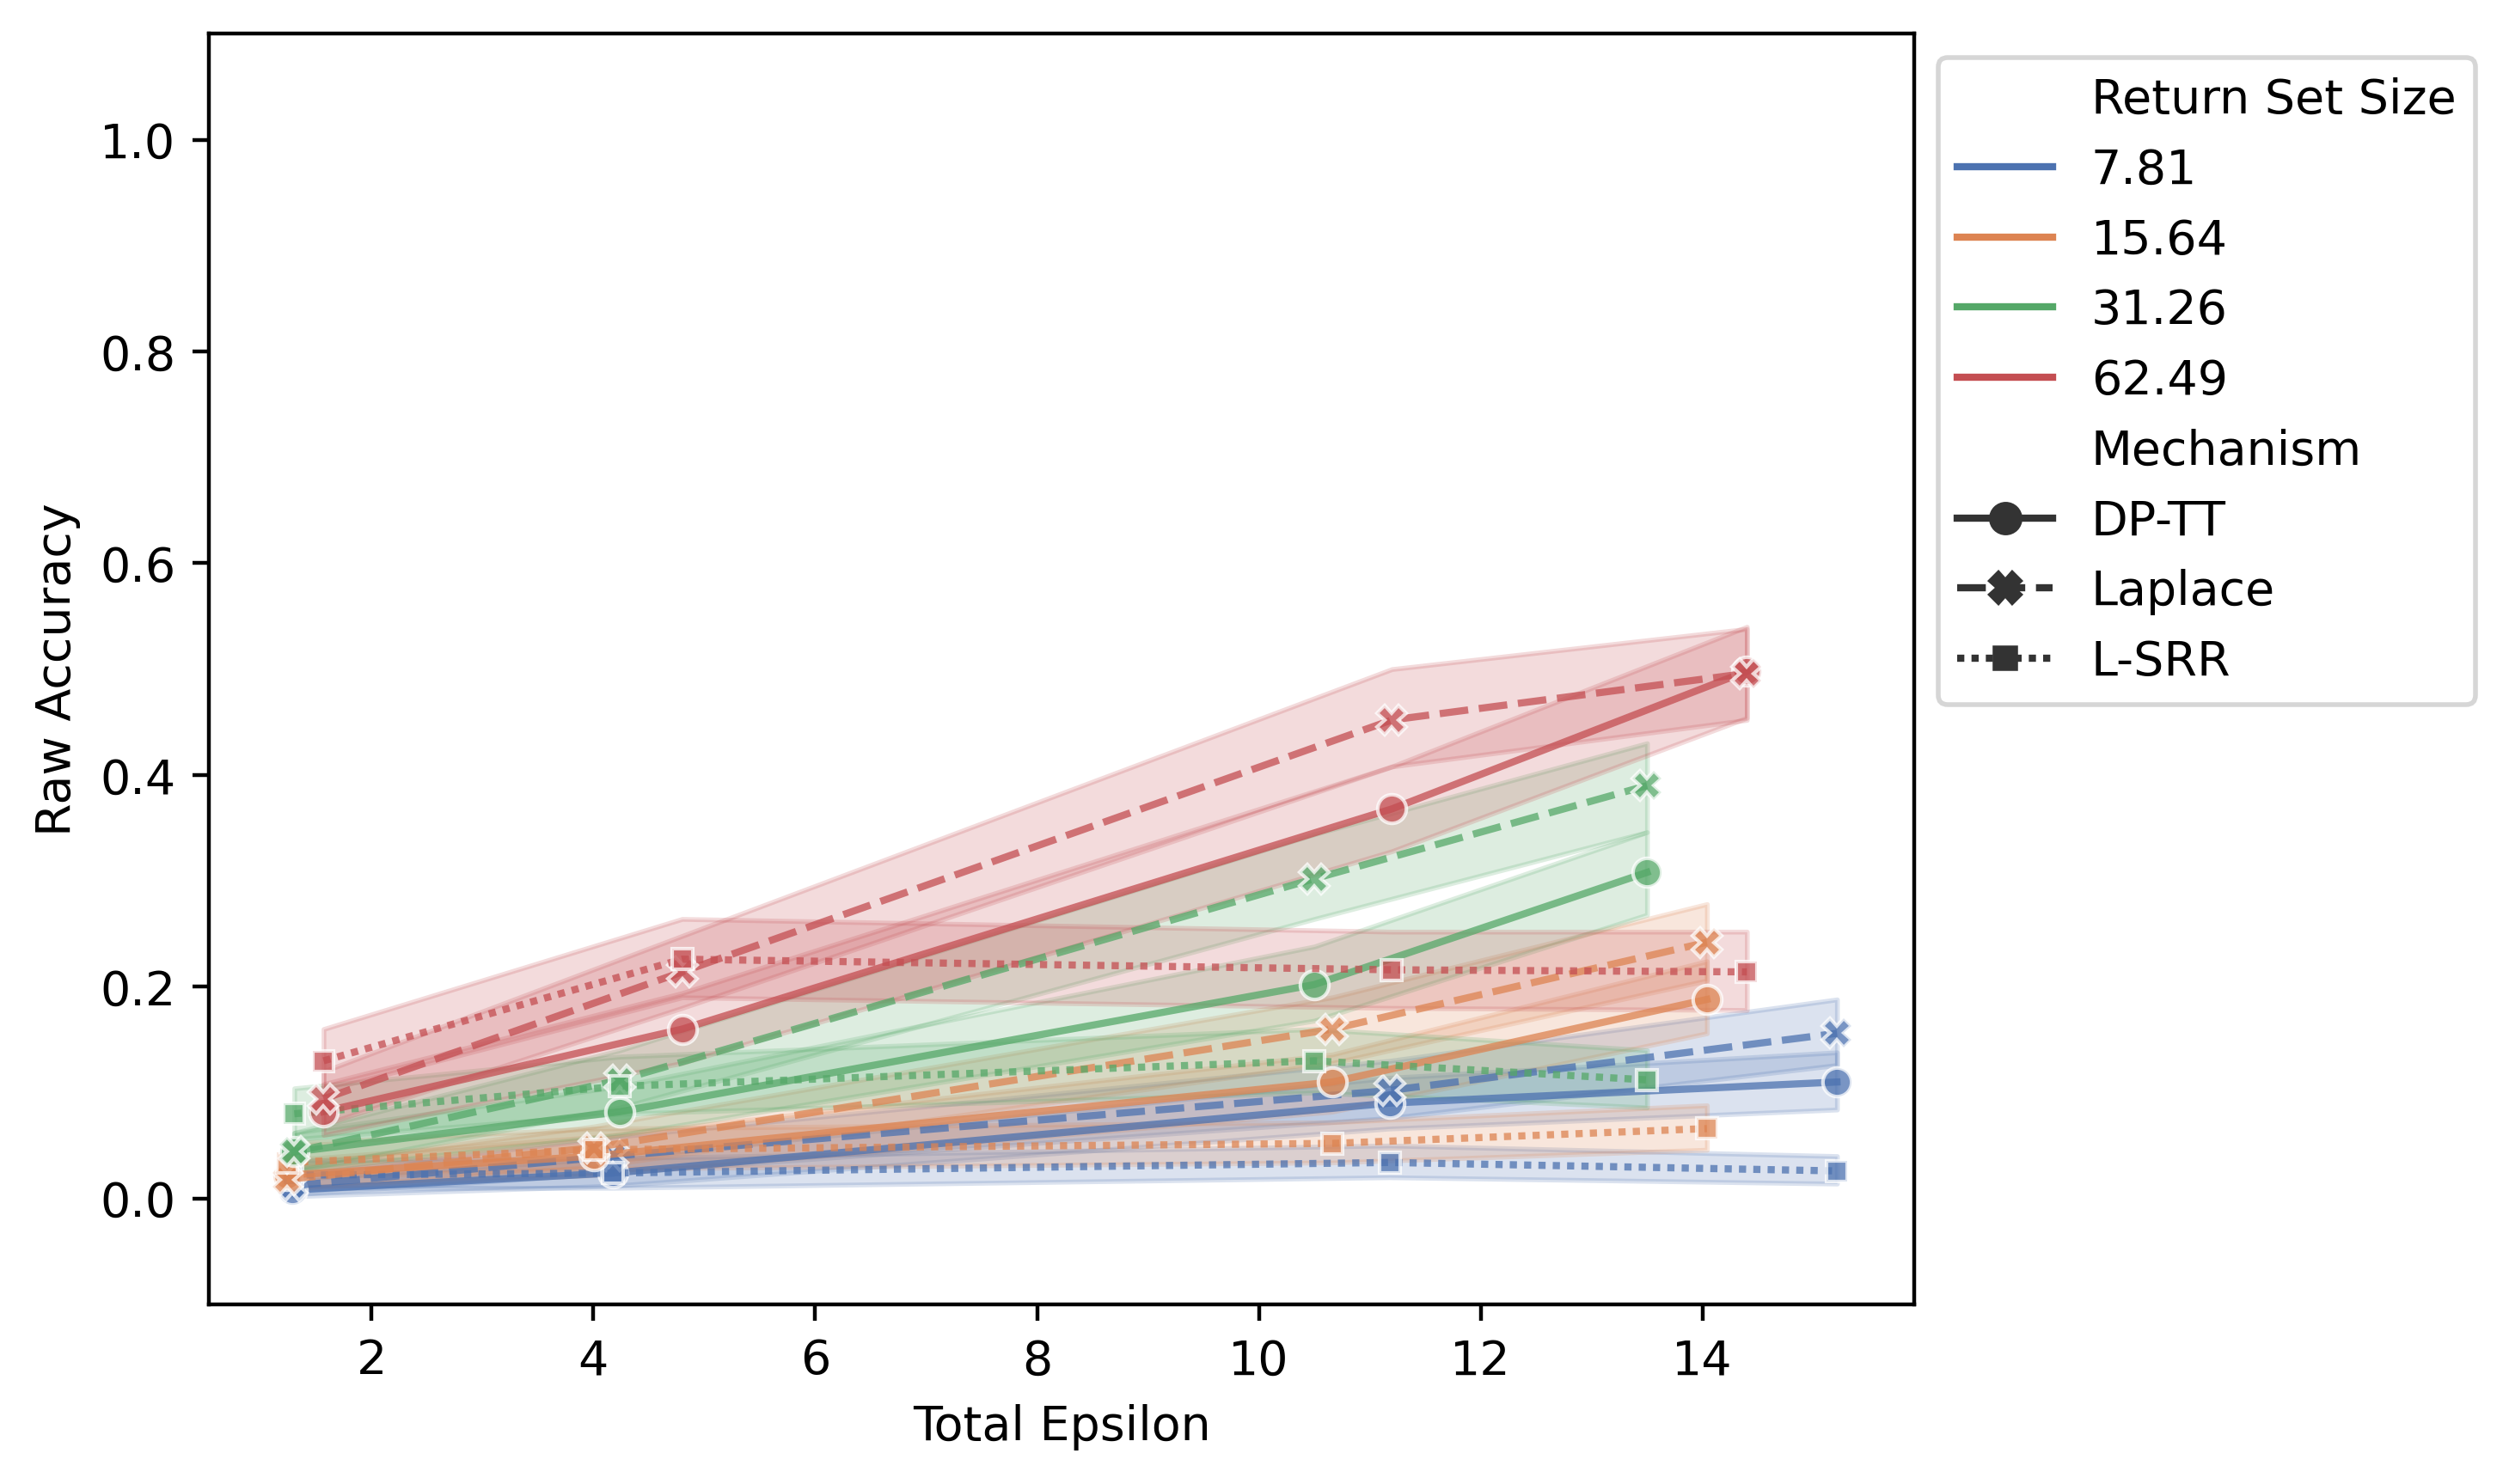 1.0
0.8
0.6
0.4
0.2
0.0
Raw Accuracy
2 4 6 8 10 12 14
Total Epsilon
Return Set Size
7.81
15.64
31.26
62.49
Mechanism
DP-TT
Laplace
L-SRR